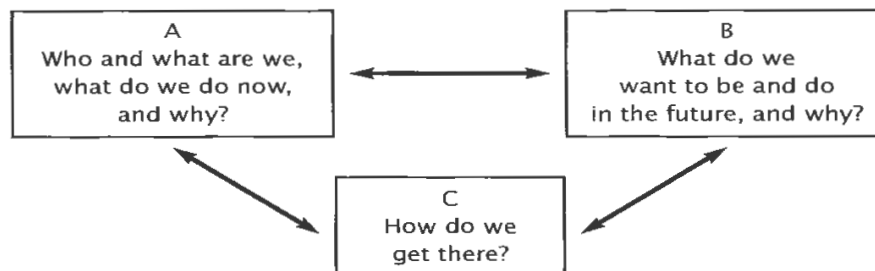 A
Who and what are we,
what do we do now,
and why?
B
What do we
want to be and do
in the future, and why?
C
How do we
get there?